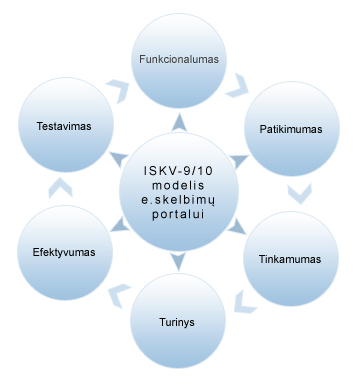 Funkcionalumas
Patikimumas
Tinkamumas
Turinys
Efektyvumas
Testavimas
ISKV-9/10
modelis
e.skelbimų
portalui